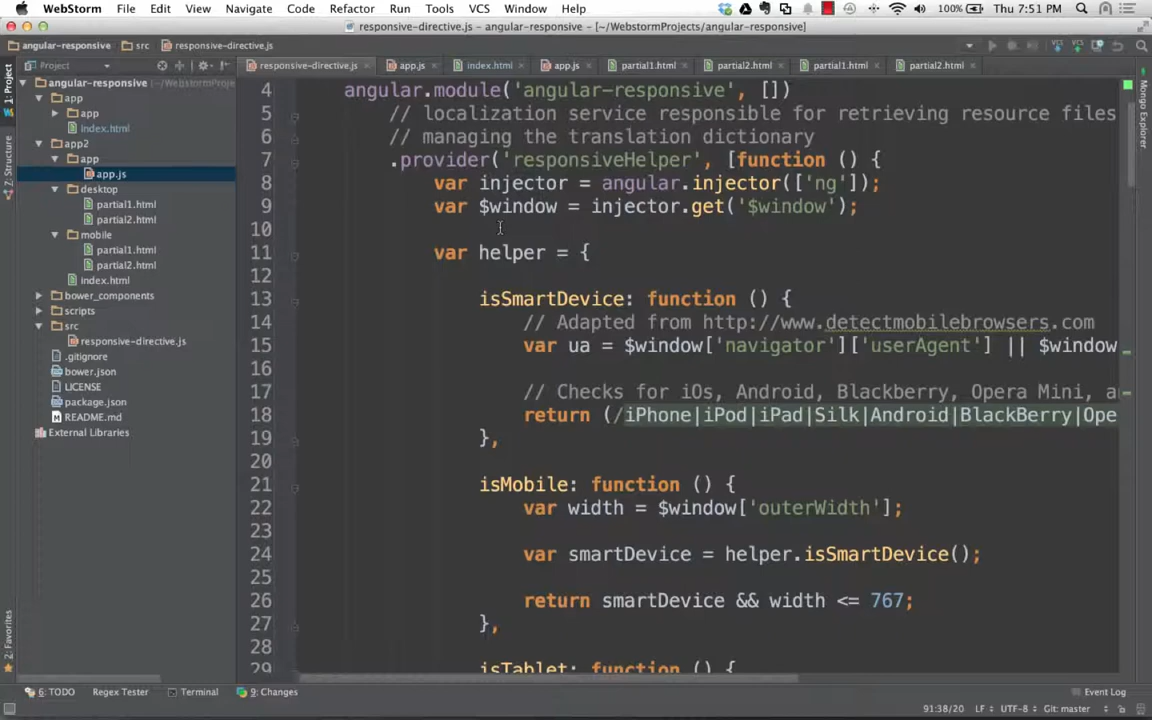 WebStorm File Edit View Navigate Code Refactor Run Tools VCS Window Help 100% Thu 7:51 PM
responsive-directive.js - angular-responsive - [~/WebstormProjects/angular-responsive]
angular-responsive src responsive-directive.js
Project responsive-directive.js app.js index.html app.js partial1.html partial2.html partial1.html partial2.html
1: Project
Z: Structure
2: Favorites
Mongo Explorer
angular-responsive (~/WebstormProje
app
app
index.html
app2
app
app.js
desktop
partial1.html
partial2.html
mobile
partial1.html
partial2.html
index.html
bower_components
scripts
src
responsive-directive.js
.gitignore
bower.json
LICENSE
package.json
README.md
External Libraries
4 angular.module('angular-responsive', [])
5 // localization service responsible for retrieving resource files
6 // managing the translation dictionary
7 .provider('responsiveHelper', [function () {
8 var injector = angular.injector(['ng']);
9 var $window = injector.get('$window');
10
11 var helper = {
12
13 isSmartDevice: function () {
14 // Adapted from http://www.detectmobilebrowsers.com
15 var ua = $window['navigator']['userAgent'] || $window
16
17 // Checks for iOs, Android, Blackberry, Opera Mini, a
18 return (/iPhone|iPod|iPad|Silk|Android|BlackBerry|Ope
19 },
20
21 isMobile: function () {
22 var width = $window['outerWidth'];
23
24 var smartDevice = helper.isSmartDevice();
25
26 return smartDevice && width <= 767;
27 },
28
29 isTablet: function () {
6: TODO Regex Tester Terminal 9: Changes Event Log
91:38/20 LF UTF-8 Git: master